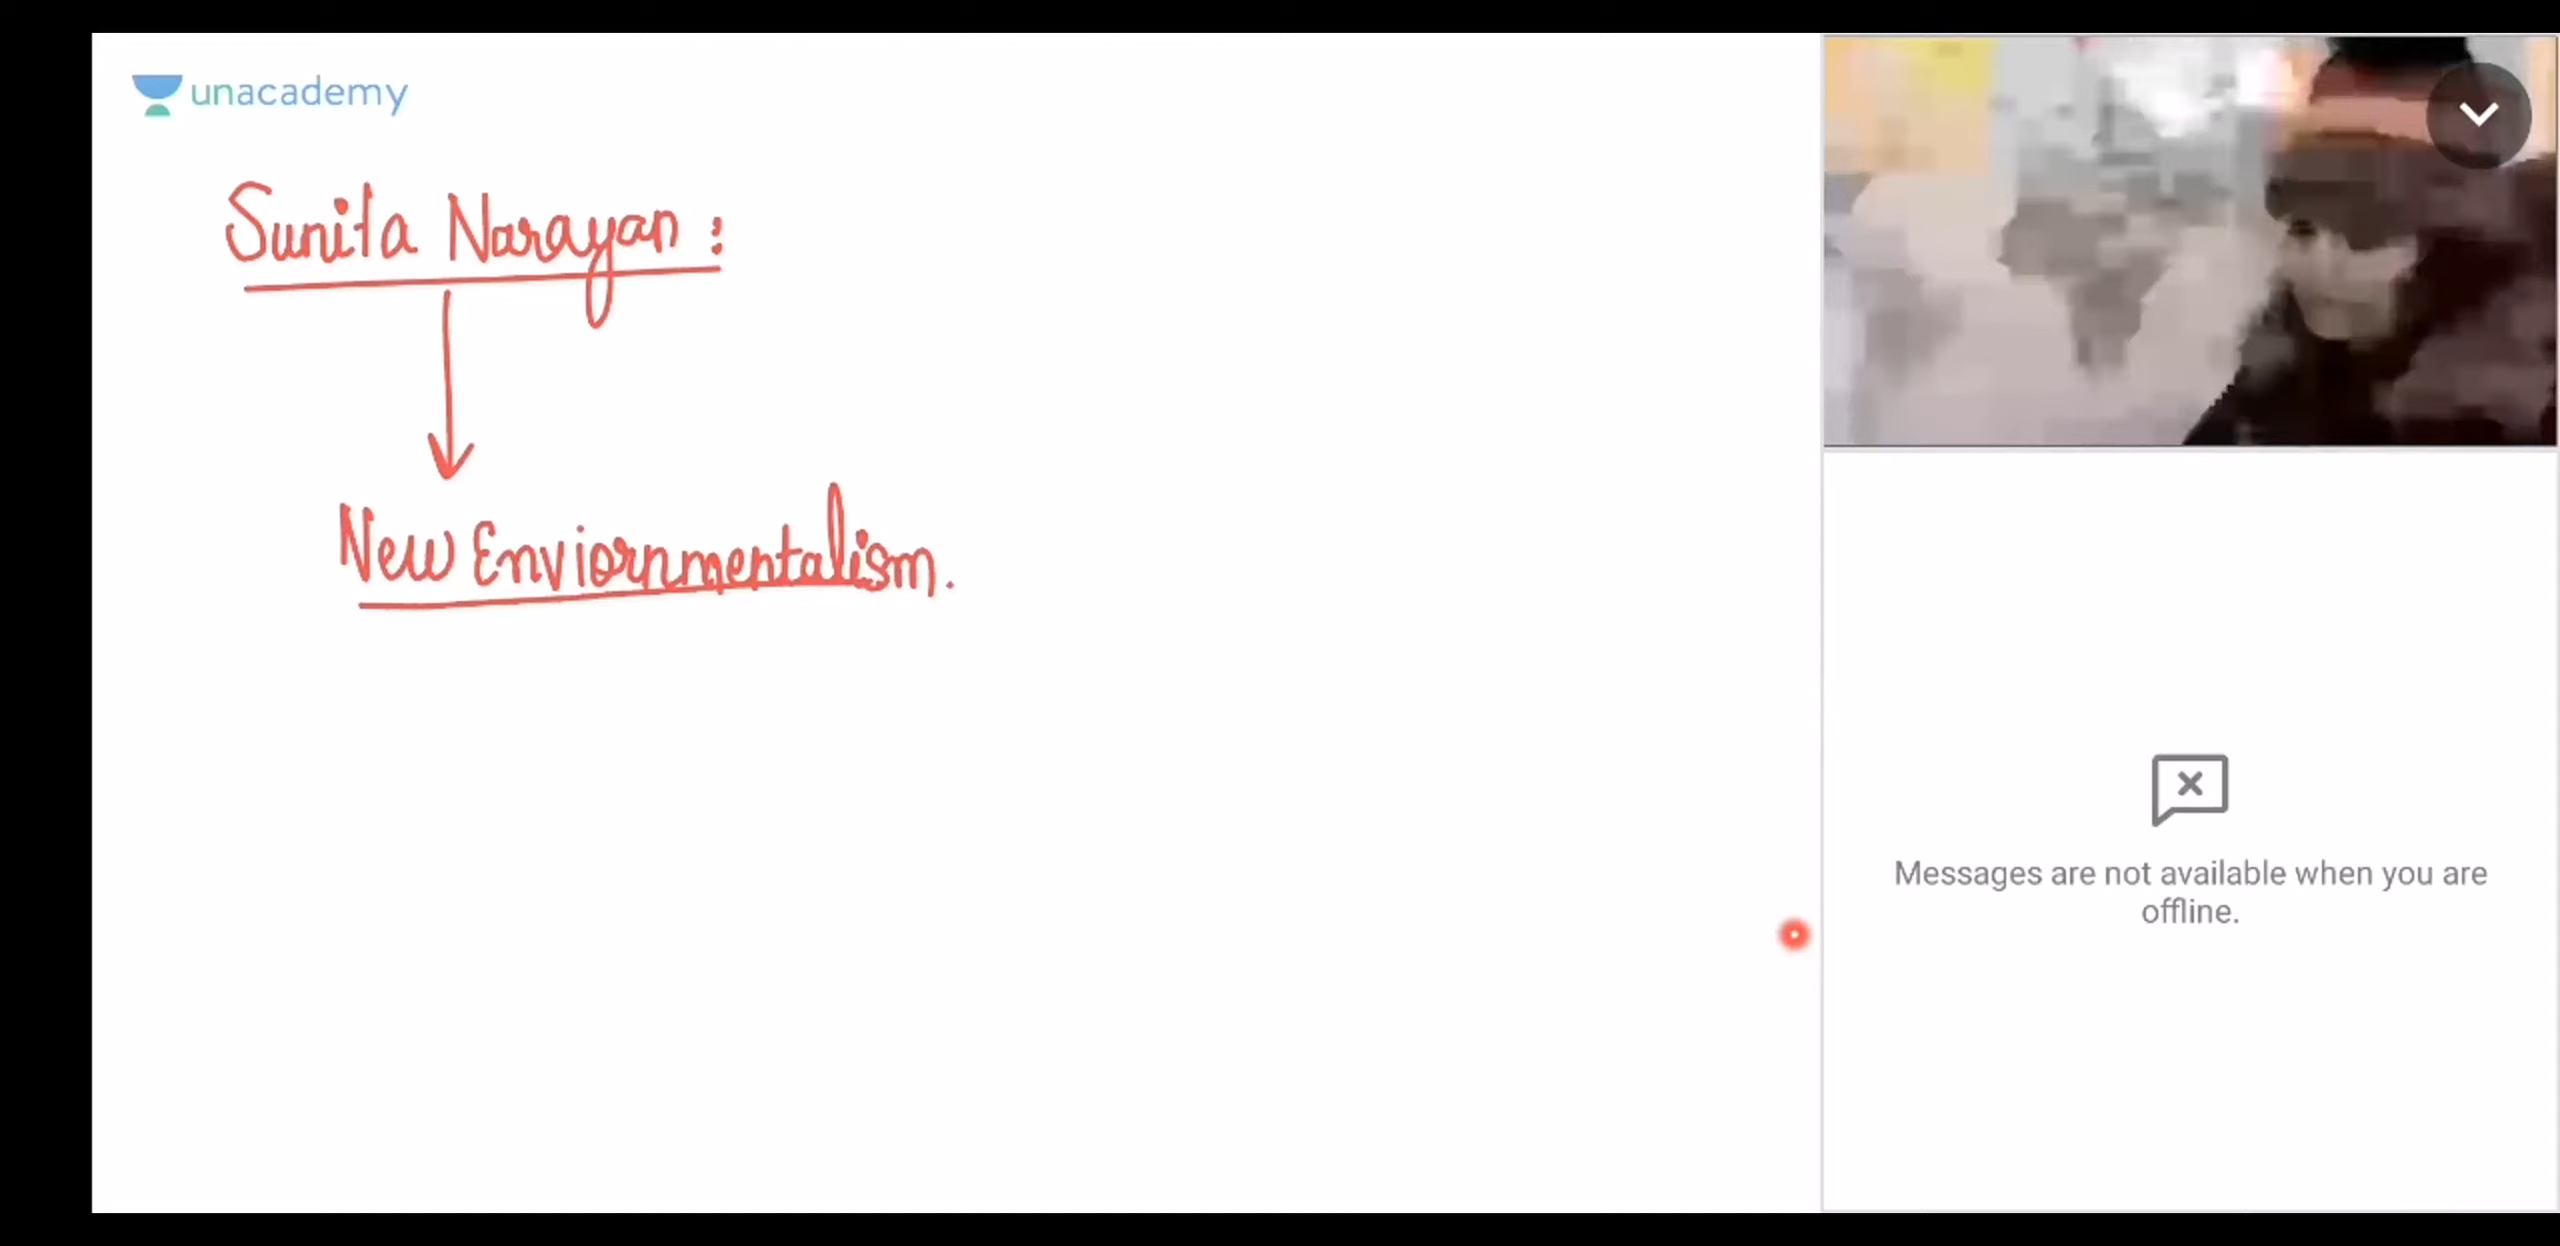 unacademy
Sunita Narayan :
New Enviornmentalism.
Messages are not available when you are
offline.